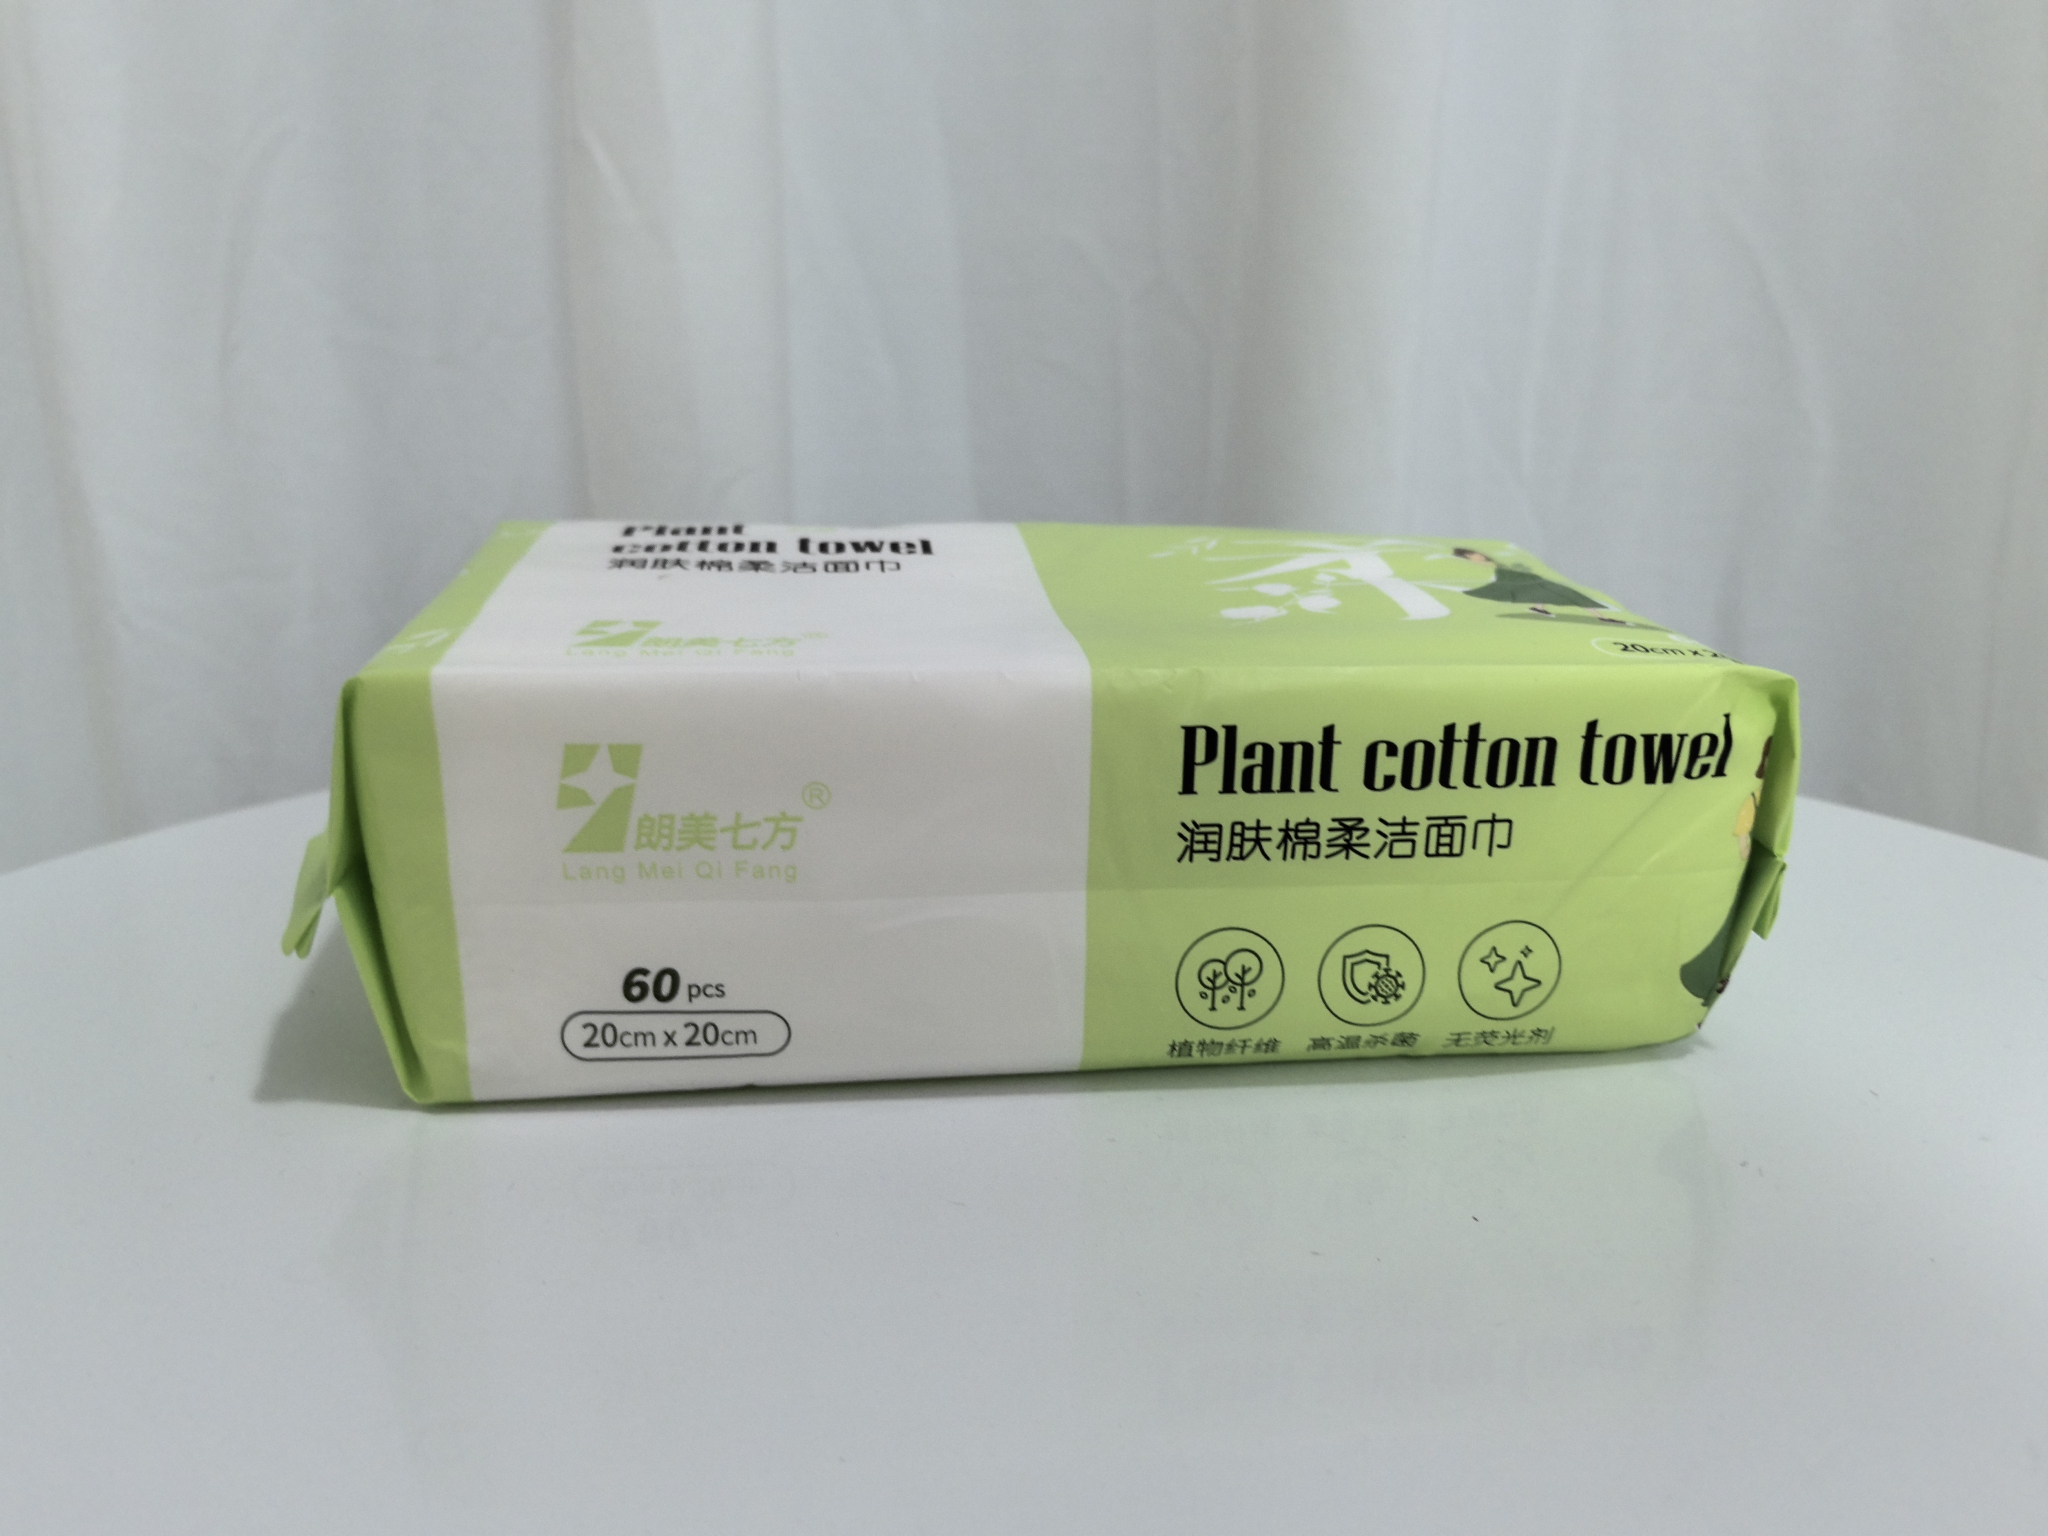 Plant
cotton towel
润肤棉柔洁面巾
朗美七方®
Lang Mei Qi Fang
20cm x
朗美七方®
Lang Mei Qi Fang
60 pcs
20cm x 20cm
Plant cotton towel
润肤棉柔洁面巾
植物纤维 高温杀菌 无荧光剂